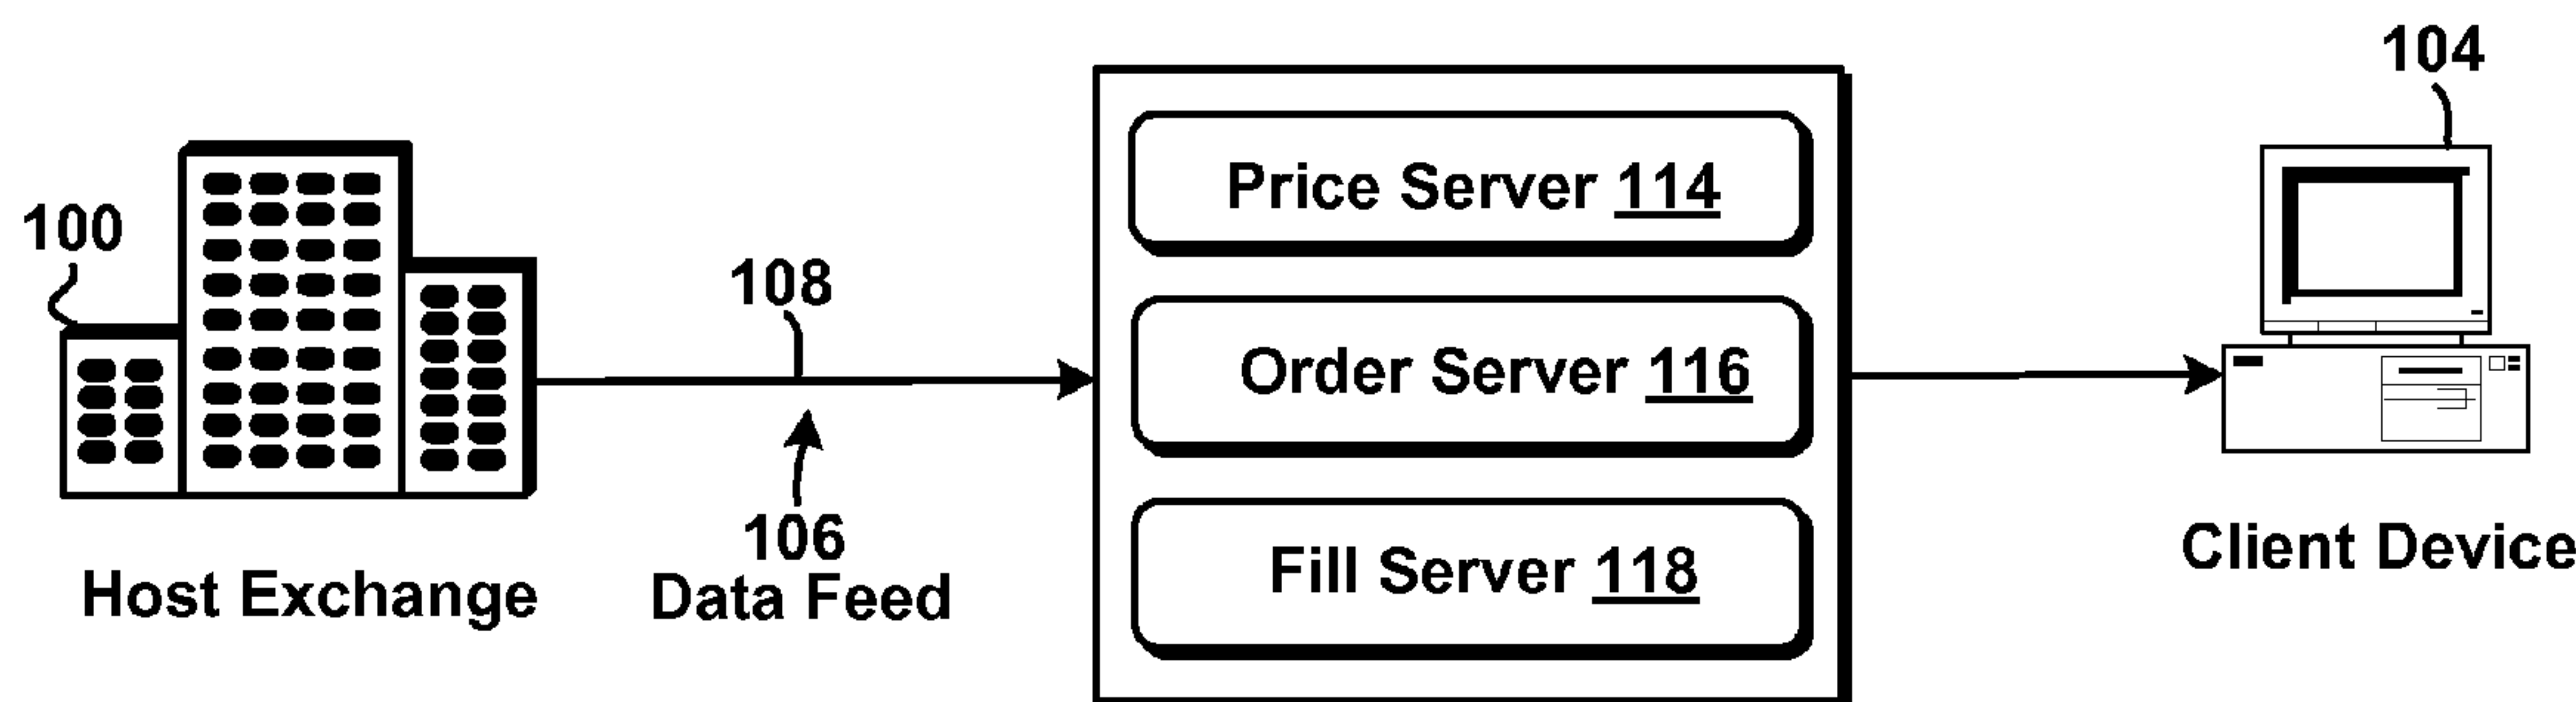 104
Price Server 114
100
108
Order Server 116
106
Data Feed
Host Exchange
Fill Server 118
Client Device